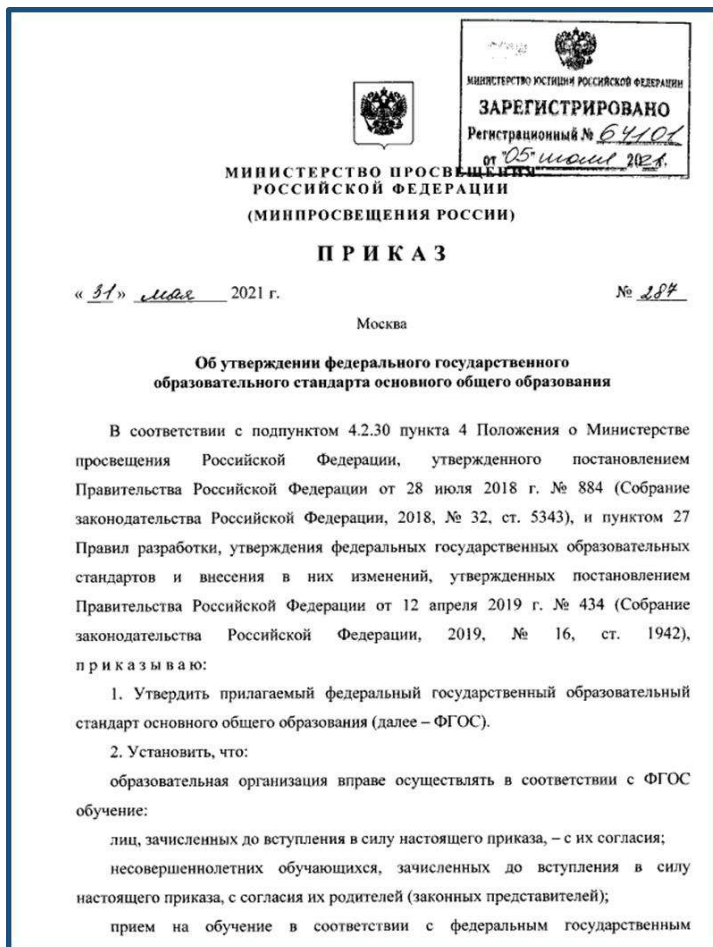 МИНИСТЕРСТВО ЮСТИЦИИ РОССИЙСКОЙ ФЕДЕРАЦИИ
ЗАРЕГИСТРИРОВАНО
Регистрационный № 64101
от "05" июля 2021.
МИНИСТЕРСТВО ПРОСВЕЩЕНИЯ
РОССИЙСКОЙ ФЕДЕРАЦИИ
(МИНПРОСВЕЩЕНИЯ РОССИИ)
ПРИКАЗ
« 31 » мая 2021 г. № 287
Москва
Об утверждении федерального государственного
образовательного стандарта основного общего образования
В соответствии с подпунктом 4.2.30 пункта 4 Положения о Министерстве
просвещения Российской Федерации, утвержденного постановлением
Правительства Российской Федерации от 28 июля 2018 г. № 884 (Собрание
законодательства Российской Федерации, 2018, № 32, ст. 5343), и пунктом 27
Правил разработки, утверждения федеральных государственных образовательных
стандартов и внесения в них изменений, утвержденных постановлением
Правительства Российской Федерации от 12 апреля 2019 г. № 434 (Собрание
законодательства Российской Федерации, 2019, № 16, ст. 1942),
п р и к а з ы в а ю:
1. Утвердить прилагаемый федеральный государственный образовательный
стандарт основного общего образования (далее – ФГОС).
2. Установить, что:
образовательная организация вправе осуществлять в соответствии с ФГОС
обучение:
лиц, зачисленных до вступления в силу настоящего приказа, – с их согласия;
несовершеннолетних обучающихся, зачисленных до вступления в силу
настоящего приказа, с согласия их родителей (законных представителей);
прием на обучение в соответствии с федеральным государственным